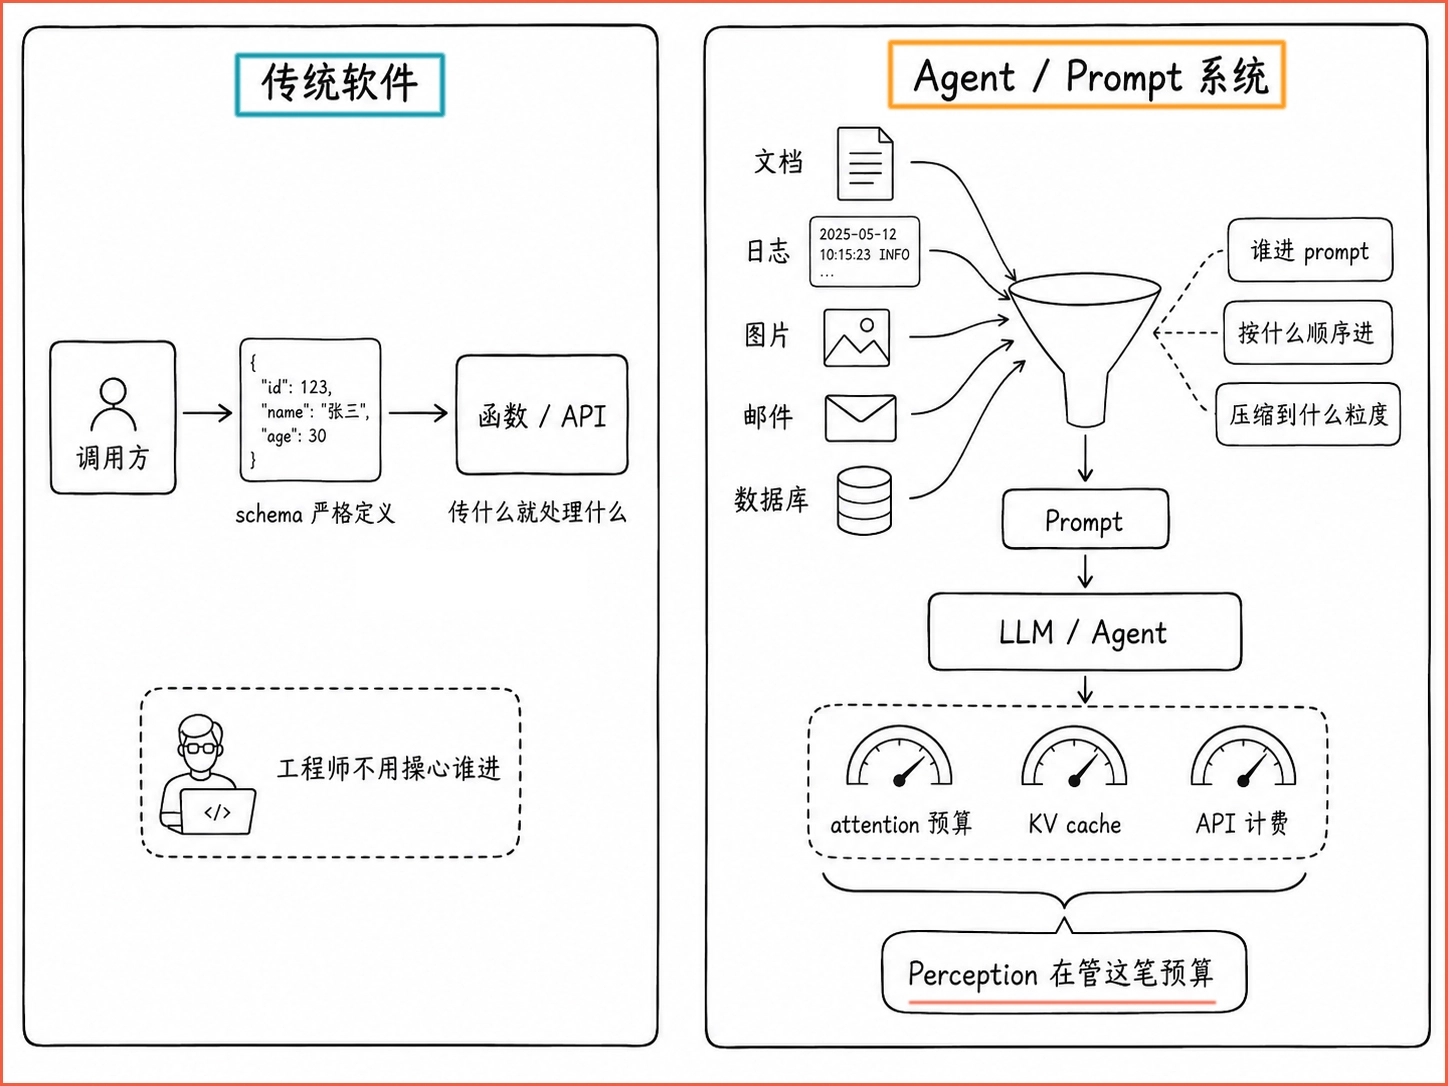 传统软件
调用方
{
"id": 123,
"name": "张三",
"age": 30
}
schema 严格定义
函数 / API
传什么就处理什么
</>
工程师不用操心谁进
Agent / Prompt 系统
文档
日志
2025-05-12
10:15:23 INFO
...
图片
邮件
数据库
谁进 prompt
按什么顺序进
压缩到什么粒度
Prompt
LLM / Agent
attention 预算
KV cache
API 计费
Perception 在管这笔预算